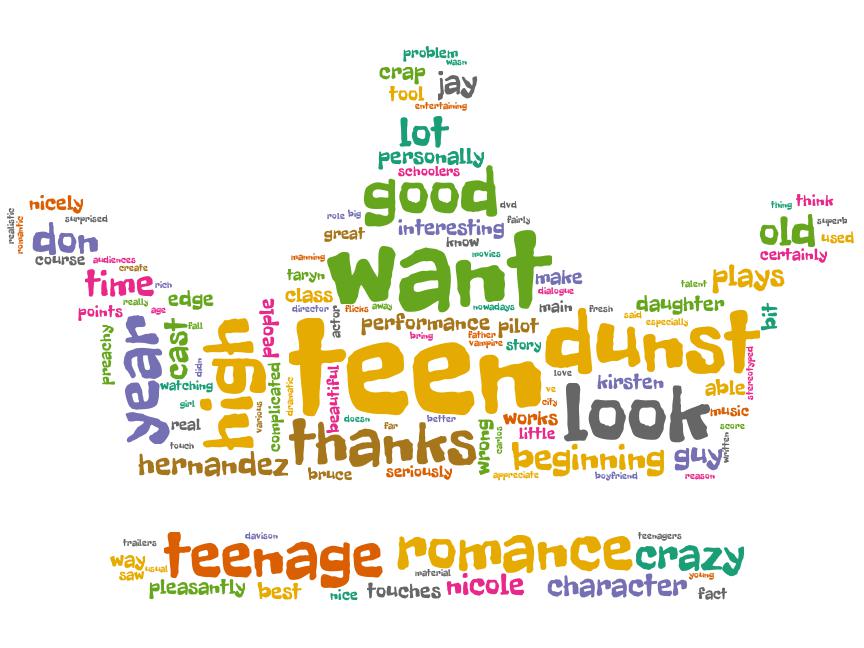 problem
wasn
crap
jay
tool
entertaining
lot
personally
schoolers
good
dvd
role
big
great
interesting
fairly
know
want
movies
manning
taryn
make
dialogue
class
nicely
surprised
realistic
romantic
don
course
audiences
create
time
rich
really
age
edge
points
preachy
year
cast
fall
didn
watching
girl
real
touch
high
people
complicated
various
hernandez
thing
think
superb
old
used
certainly
talent
plays
daughter
said
especially
bit
director
flicks
away
nowadays
main
fresh
actor
performance
pilot
bring
father
vampire
story
teen
dunst
love
kirsten
stereotyped
able
dramatic
beautiful
ve
city
look
music
score
written
doesn
far
better
works
little
thanks
wrong
carlos
beginning
guy
bruce
seriously
appreciate
boyfriend
reason
trailers
davison
teenagers
way
usual
saw
teenage
romance
crazy
material
young
pleasantly
best
nice
touches
nicole
character
fact